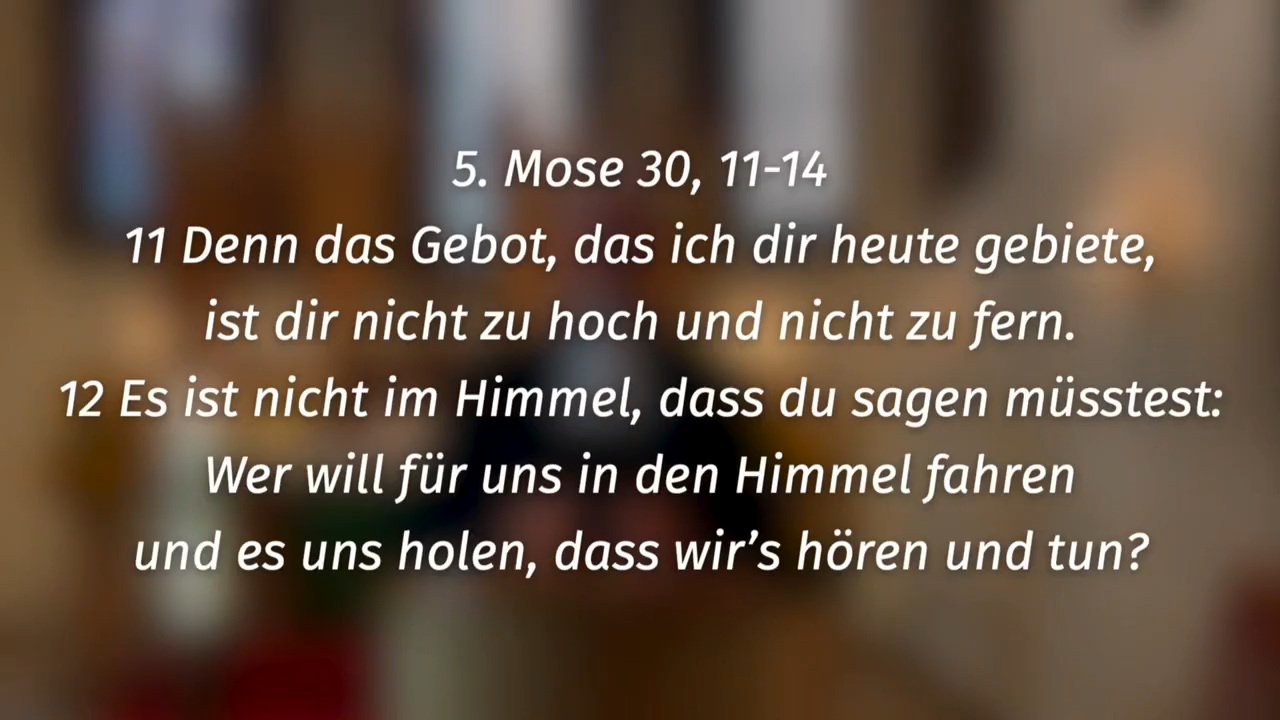 5. Mose 30, 11-14
11 Denn das Gebot, das ich dir heute gebiete,
ist dir nicht zu hoch und nicht zu fern.
12 Es ist nicht im Himmel, dass du sagen müsstest:
Wer will für uns in den Himmel fahren
und es uns holen, dass wir’s hören und tun?